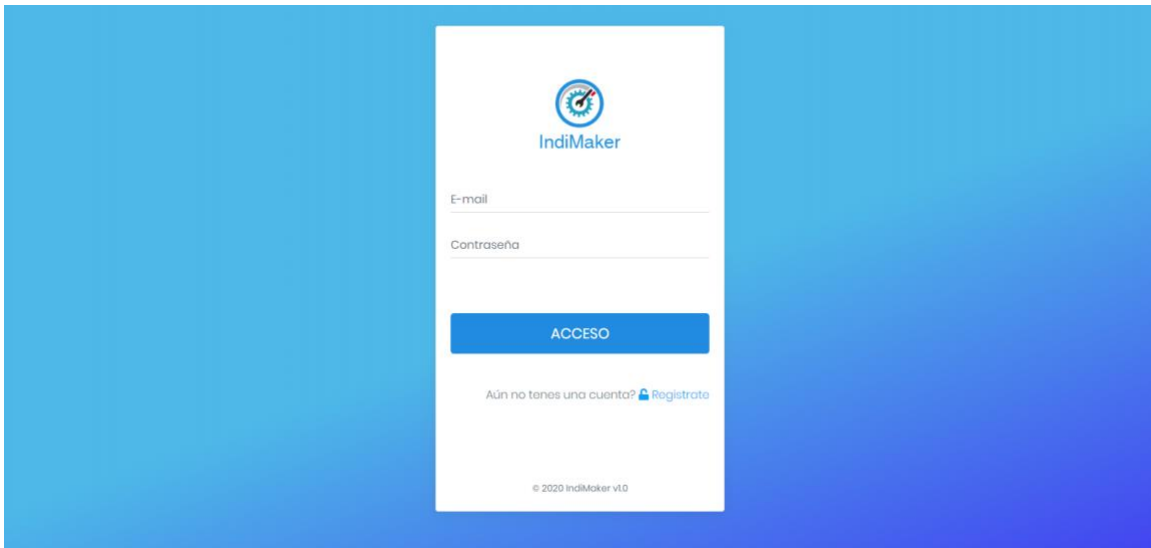 IndiMaker
E-mail
Contraseña
ACCESO
Aún no tenes una cuenta? Registrate
© 2020 IndiMaker v1.0